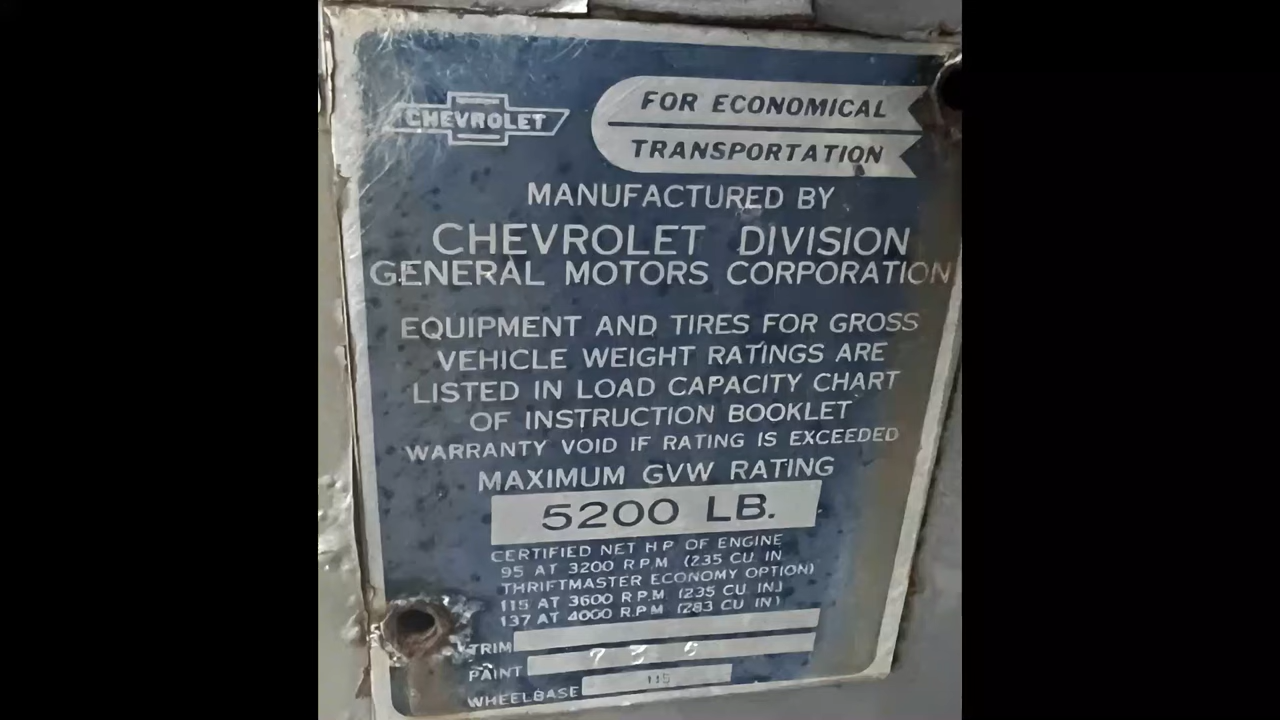 CHEVROLET
FOR ECONOMICAL
TRANSPORTATION
MANUFACTURED BY
CHEVROLET DIVISION
GENERAL MOTORS CORPORATION
EQUIPMENT AND TIRES FOR GROSS
VEHICLE WEIGHT RATINGS ARE
LISTED IN LOAD CAPACITY CHART
OF INSTRUCTION BOOKLET
WARRANTY VOID IF RATING IS EXCEEDED
MAXIMUM GVW RATING
5200 LB.
CERTIFIED NET H P OF ENGINE
95 AT 3200 R.P.M (235 CU IN
THRIFTMASTER ECONOMY OPTION)
115 AT 3600 R.P.M. (235 CU. IN.)
137 AT 4000 R.P.M (283 CU IN)
TRIM
PAINT
WHEELBASE 115